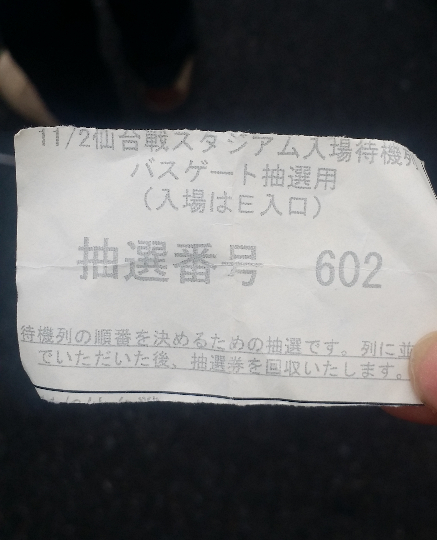 11/2仙台戦スタジアム入場待機列
バスゲート抽選用
(入場はE入口)
抽選番号 602
待機列の順番を決めるための抽選です。列に並
でいただいた後、抽選券を回収いたします。